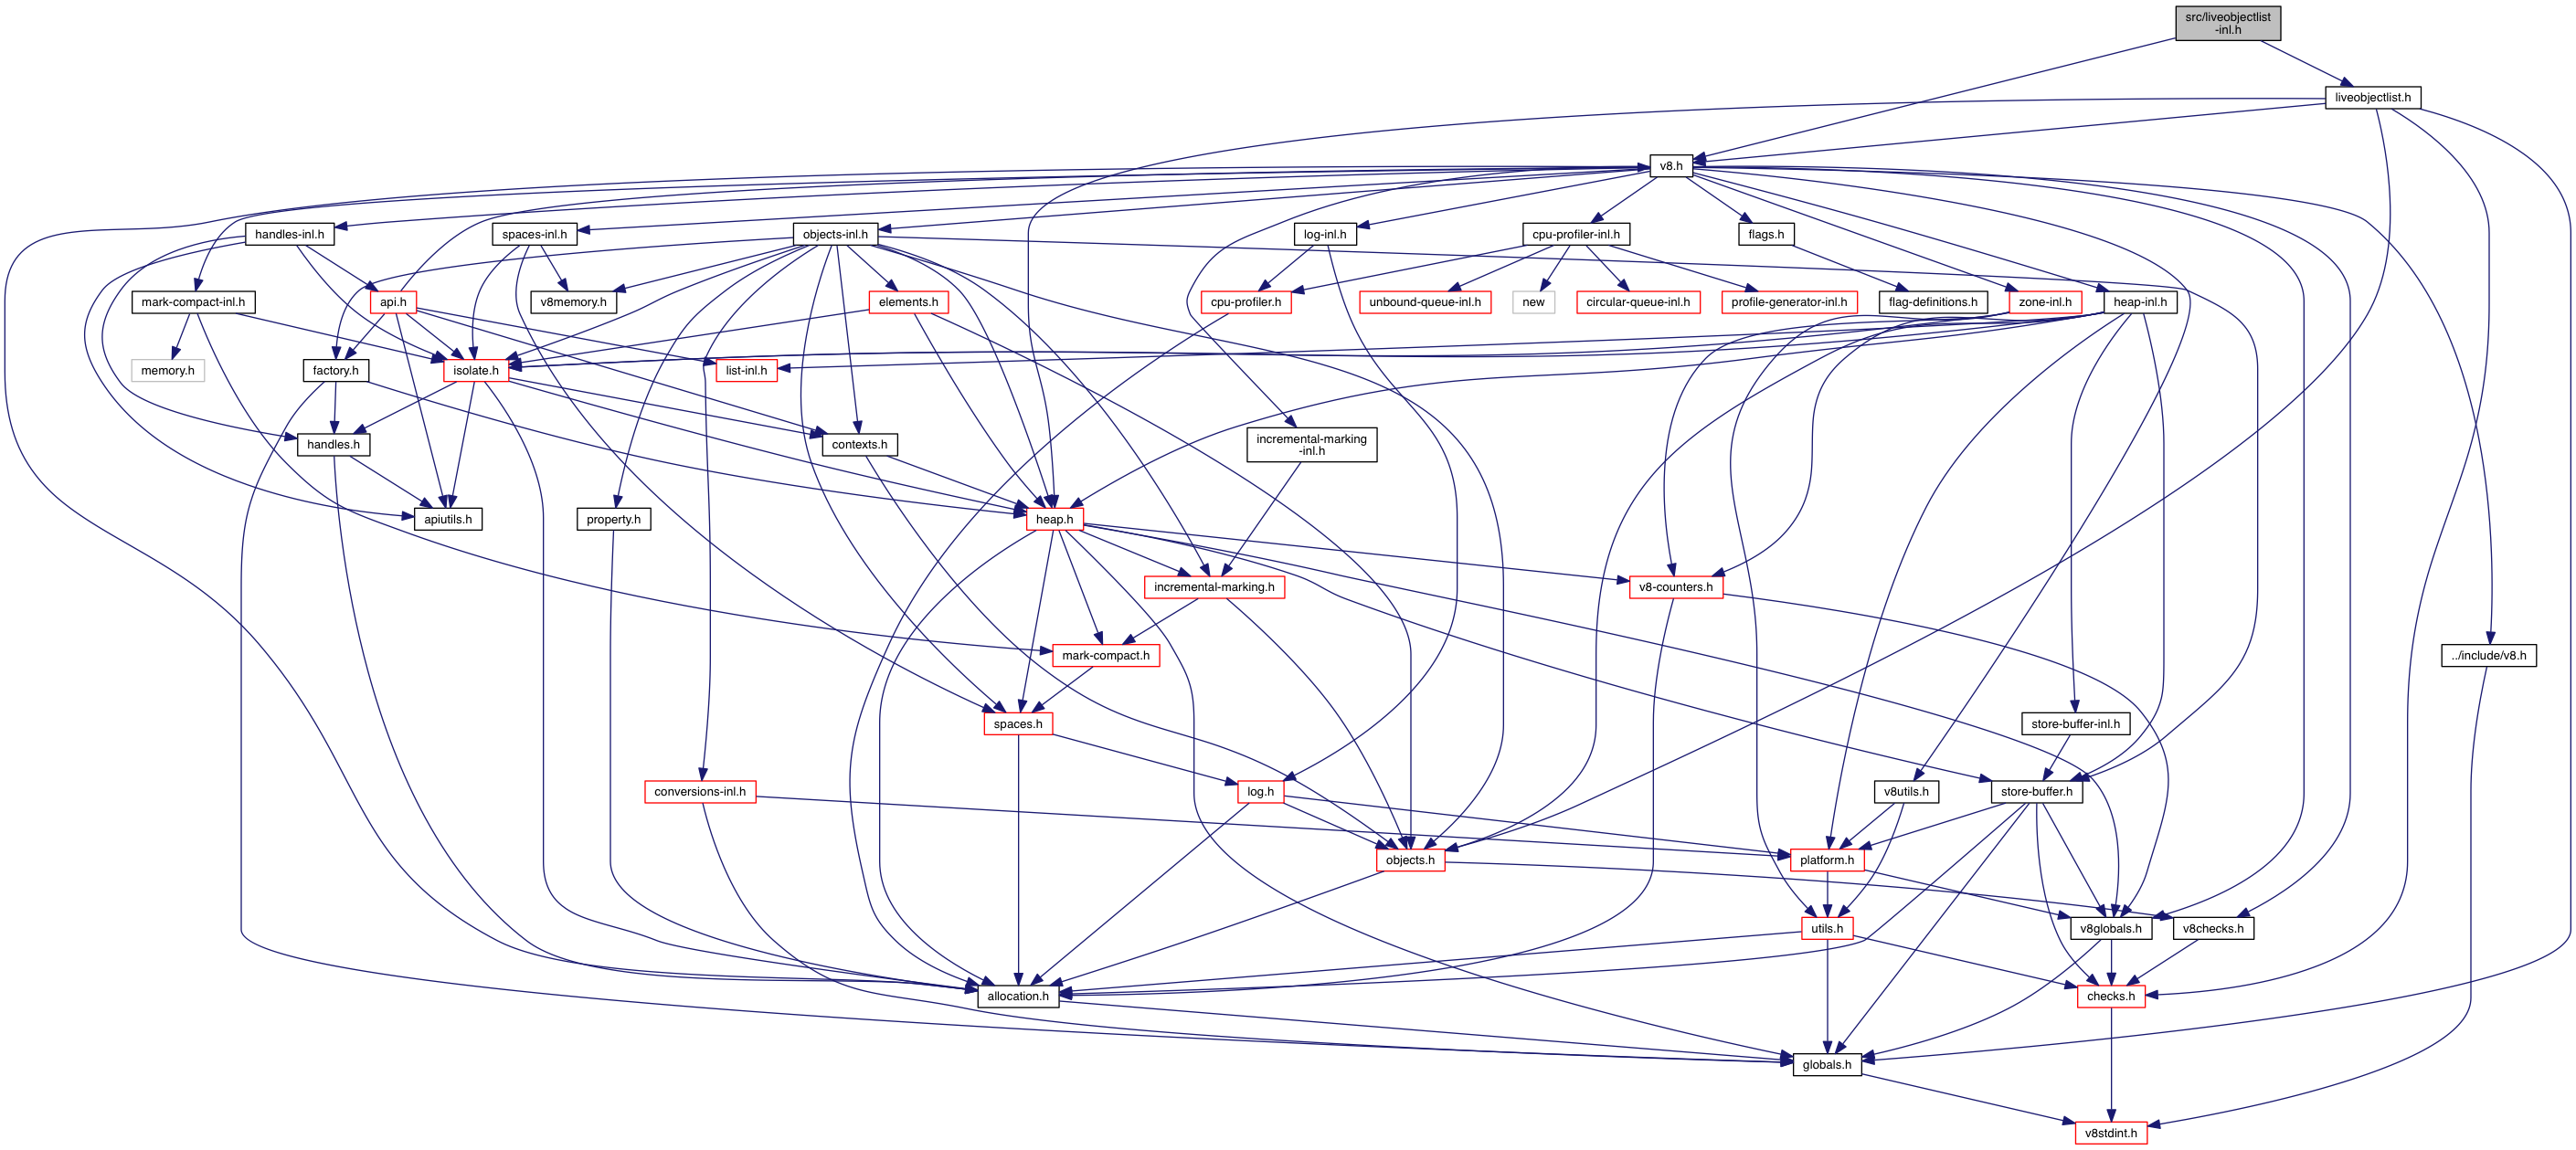 src/liveobjectlist
-inl.h
liveobjectlist.h
v8.h
handles-inl.h
spaces-inl.h
objects-inl.h
log-inl.h
cpu-profiler-inl.h
flags.h
mark-compact-inl.h
api.h
v8memory.h
elements.h
cpu-profiler.h
unbound-queue-inl.h
new
circular-queue-inl.h
profile-generator-inl.h
flag-definitions.h
zone-inl.h
heap-inl.h
memory.h
factory.h
isolate.h
list-inl.h
handles.h
contexts.h
incremental-marking
-inl.h
apiutils.h
property.h
heap.h
incremental-marking.h
v8-counters.h
mark-compact.h
../include/v8.h
spaces.h
store-buffer-inl.h
conversions-inl.h
log.h
v8utils.h
store-buffer.h
objects.h
platform.h
utils.h
v8globals.h
v8checks.h
allocation.h
checks.h
globals.h
v8stdint.h